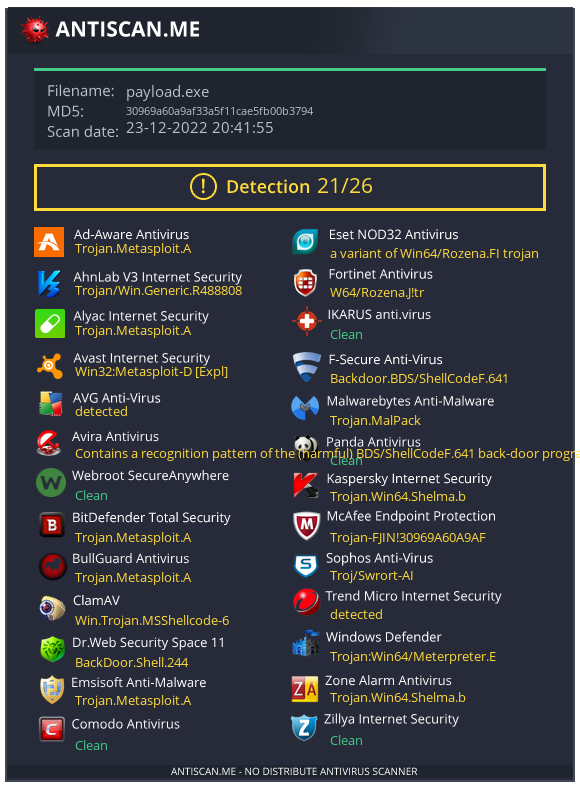 ANTISCAN.ME
Filename: payload.exe
MD5: 30969a60a9af33a5f11cae5fb00b3794
Scan date: 23-12-2022 20:41:55
! Detection 21/26
Ad-Aware Antivirus
Trojan.Metasploit.A
AhnLab V3 Internet Security
Trojan/Win.Generic.R488808
Alyac Internet Security
Trojan.Metasploit.A
Avast Internet Security
Win32:Metasploit-D [Expl]
AVG Anti-Virus
detected
Avira Antivirus
Contains a recognition pattern of the (harmful) BDS/ShellCodeF.641 back-door progra
Webroot SecureAnywhere
Clean
BitDefender Total Security
Trojan.Metasploit.A
BullGuard Antivirus
Trojan.Metasploit.A
ClamAV
Win.Trojan.MSShellcode-6
Dr.Web Security Space 11
BackDoor.Shell.244
Emsisoft Anti-Malware
Trojan.Metasploit.A
Comodo Antivirus
Clean
Eset NOD32 Antivirus
a variant of Win64/Rozena.FI trojan
Fortinet Antivirus
W64/Rozena.J!tr
IKARUS anti.virus
Clean
F-Secure Anti-Virus
Backdoor.BDS/ShellCodeF.641
Malwarebytes Anti-Malware
Trojan.MalPack
Panda Antivirus
Clean
Kaspersky Internet Security
Trojan.Win64.Shelma.b
McAfee Endpoint Protection
Trojan-FJIN!30969A60A9AF
Sophos Anti-Virus
Troj/Swrort-AI
Trend Micro Internet Security
detected
Windows Defender
Trojan:Win64/Meterpreter.E
Zone Alarm Antivirus
Trojan.Win64.Shelma.b
Zillya Internet Security
Clean
ANTISCAN.ME - NO DISTRIBUTE ANTIVIRUS SCANNER